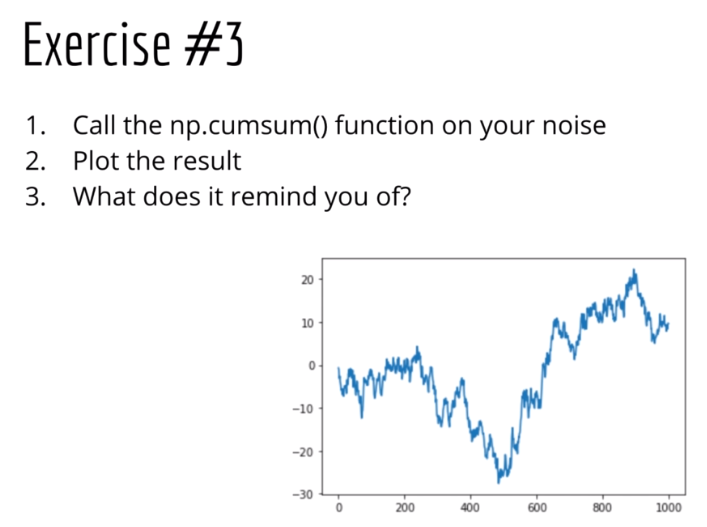 Exercise #3
1. Call the np.cumsum() function on your noise
2. Plot the result
3. What does it remind you of?
20
10
0
−10
−20
−30
0 200 400 600 800 1000